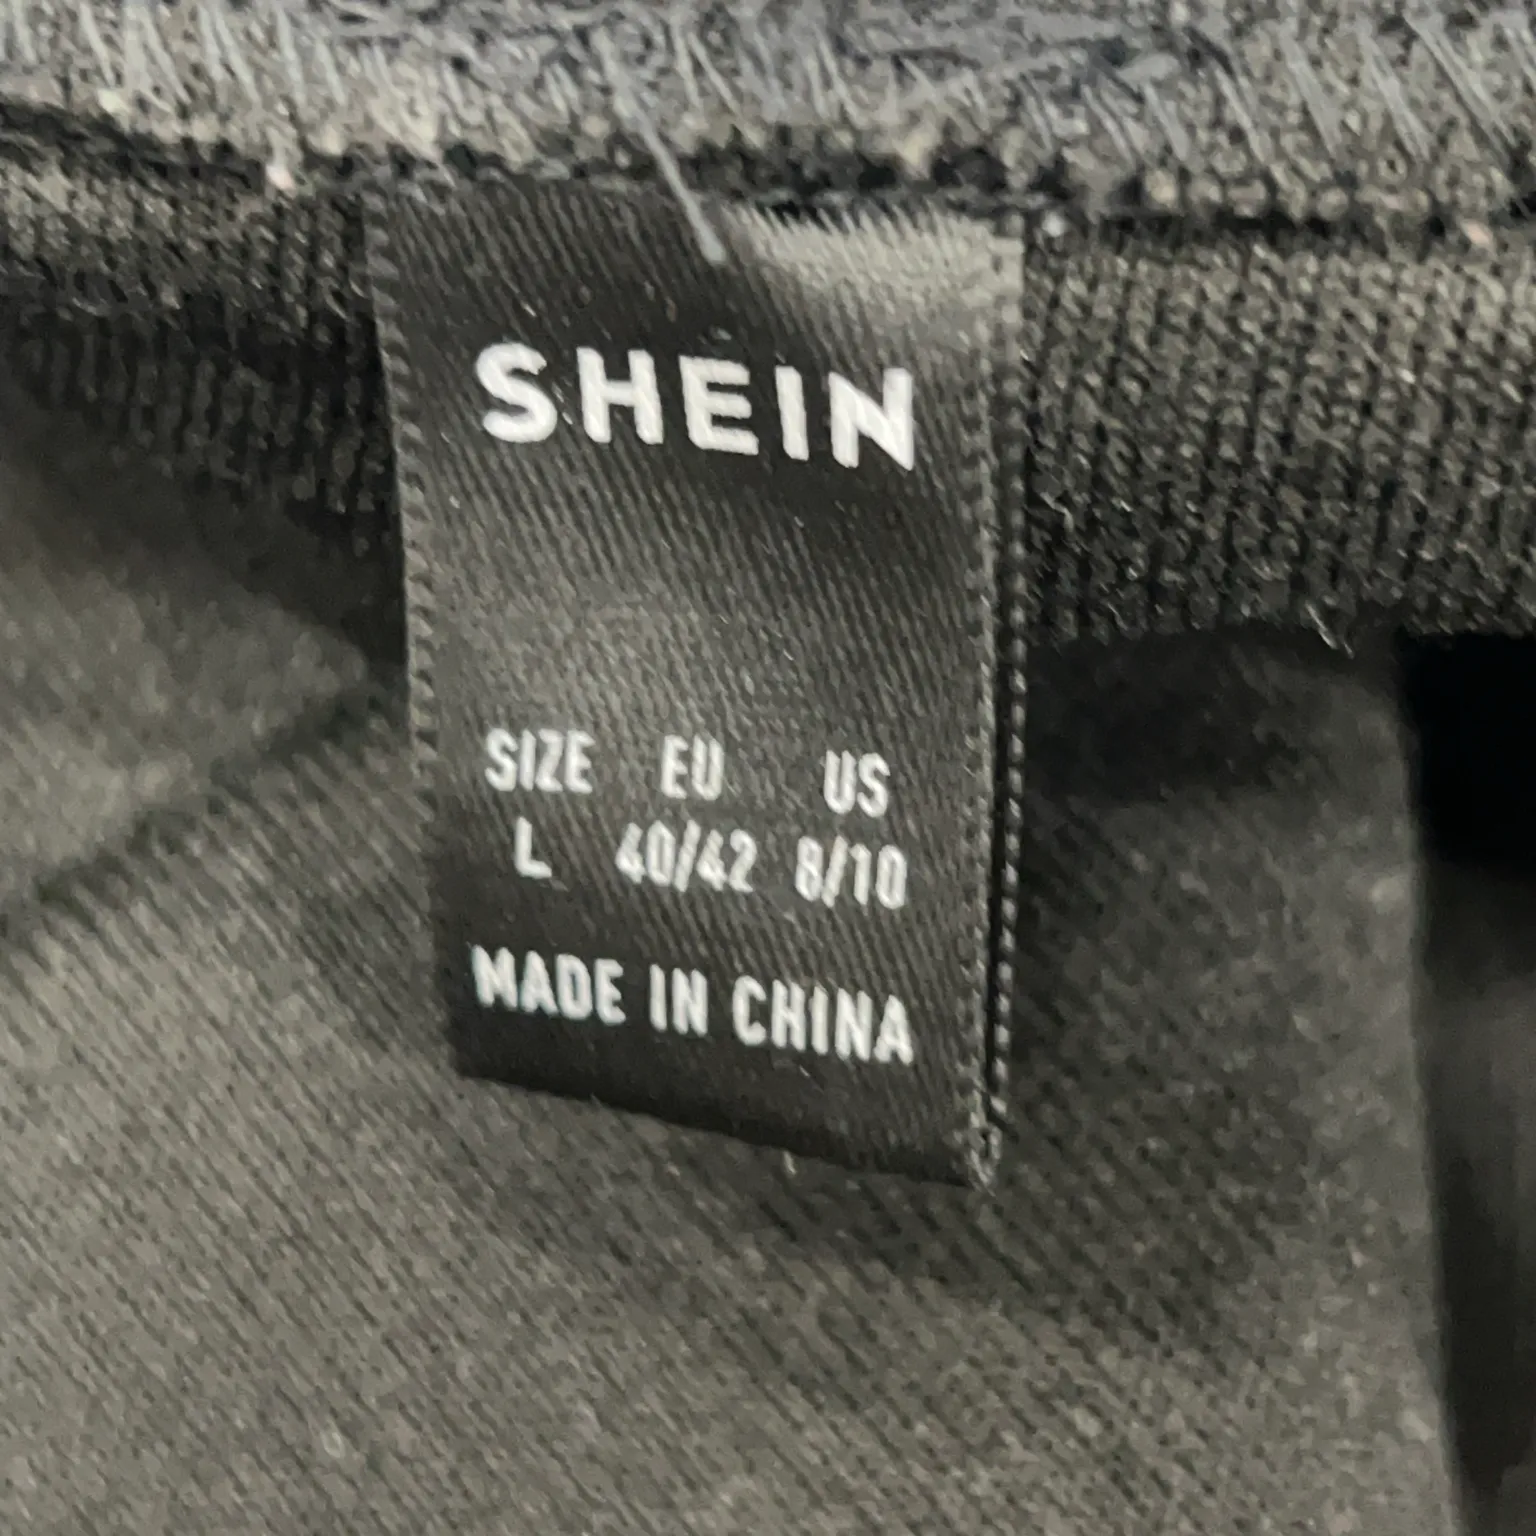 SHEIN
SIZE EU US
L 40/42 8/10
MADE IN CHINA